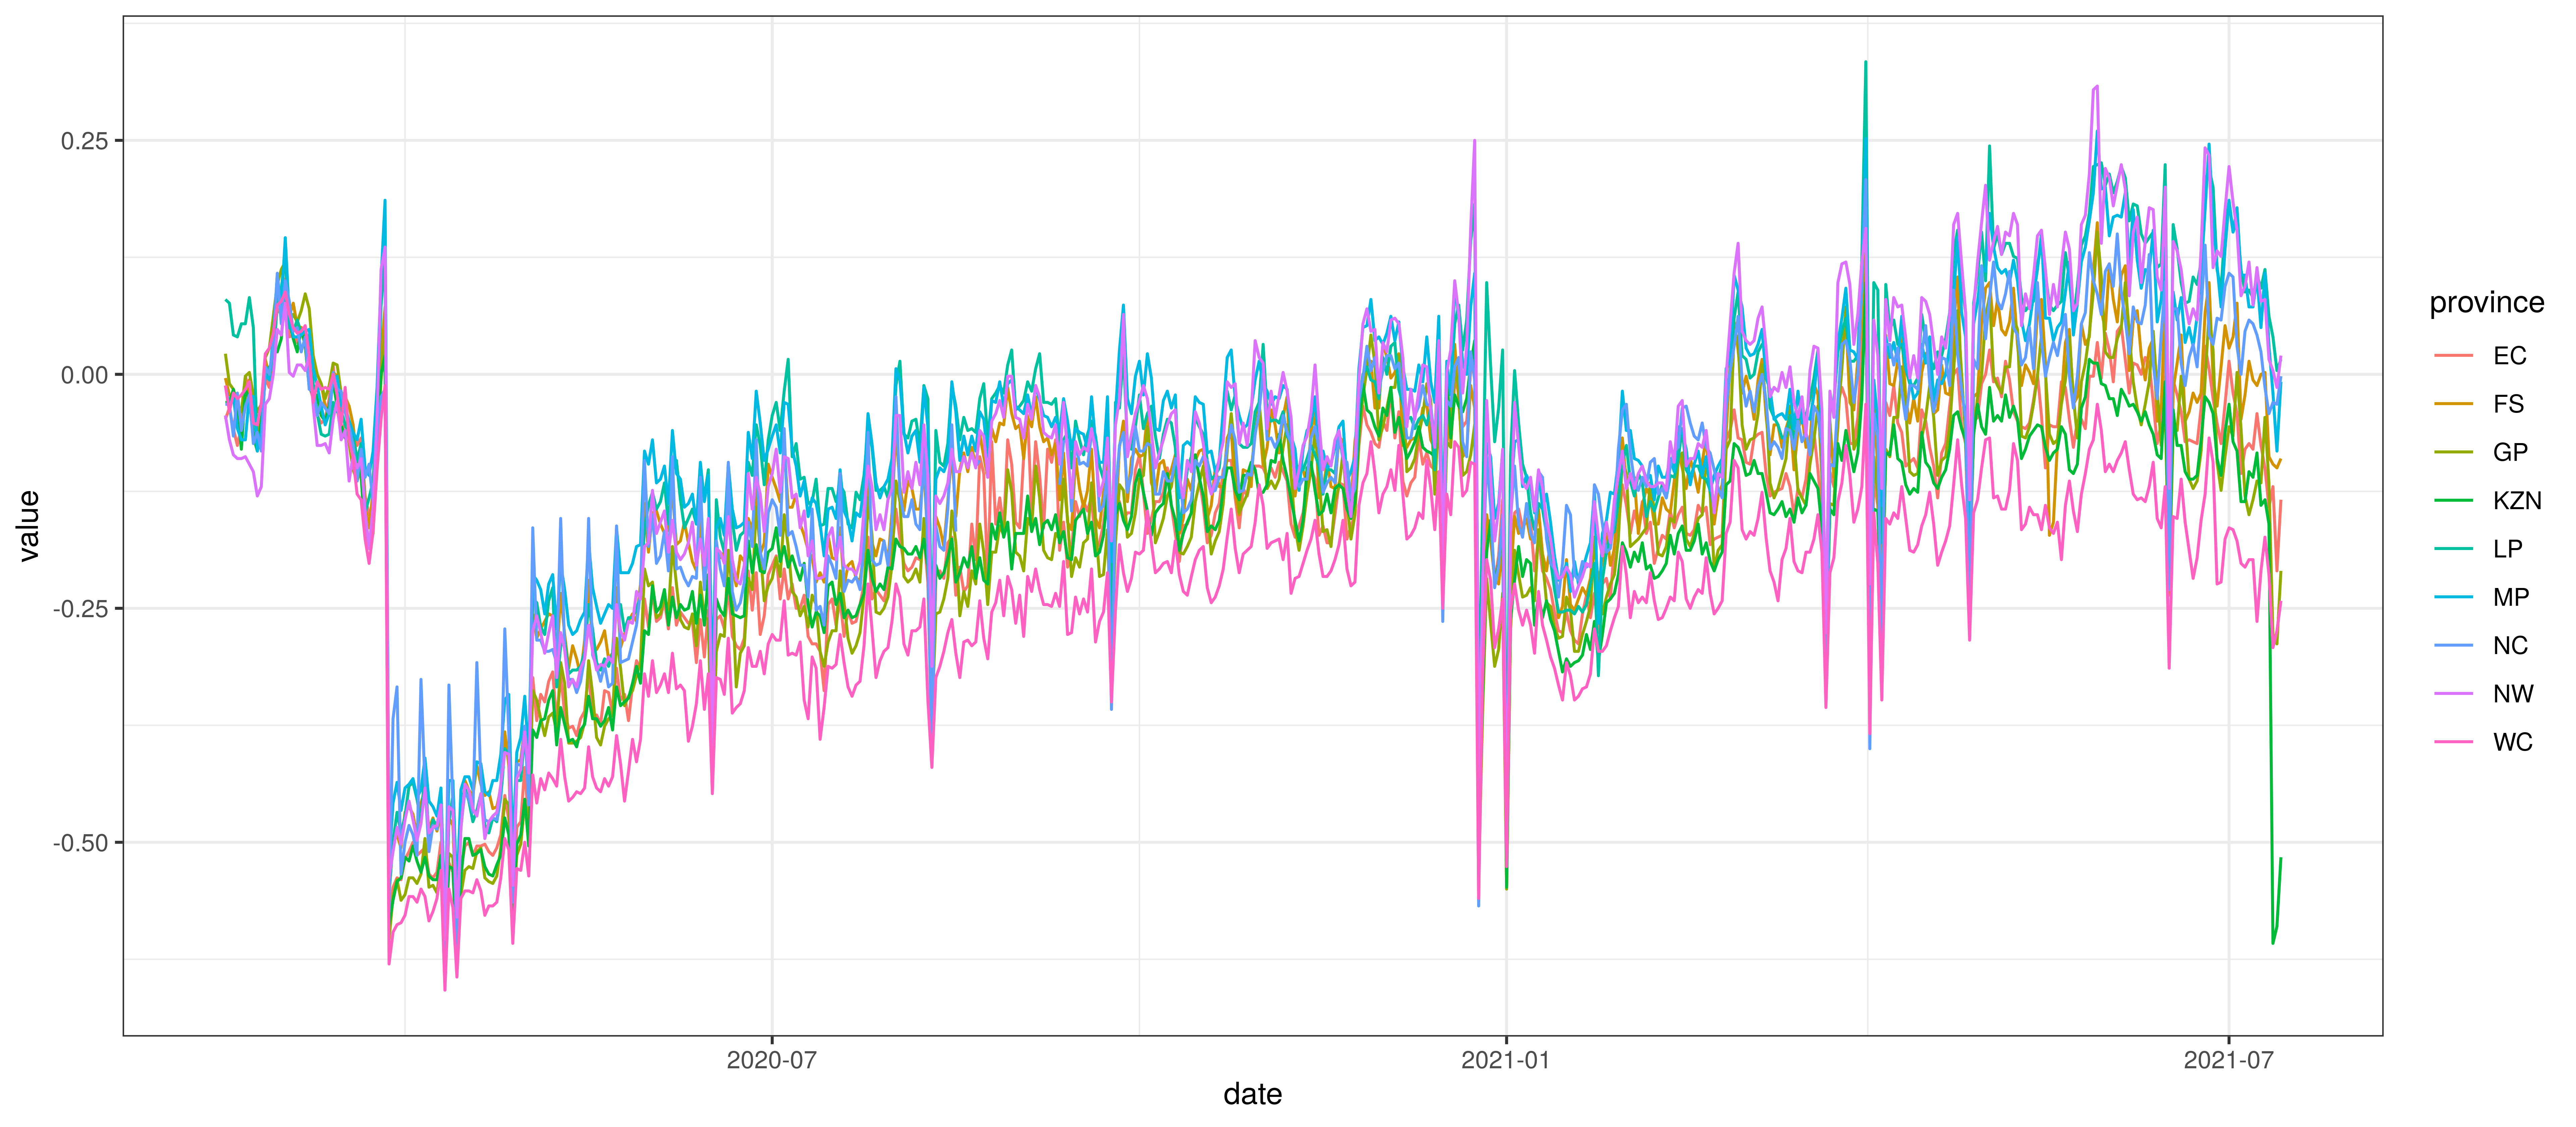 value
0.25
0.00
-0.25
-0.50
2020-07
2021-01
2021-07
date
province
EC
FS
GP
KZN
LP
MP
NC
NW
WC